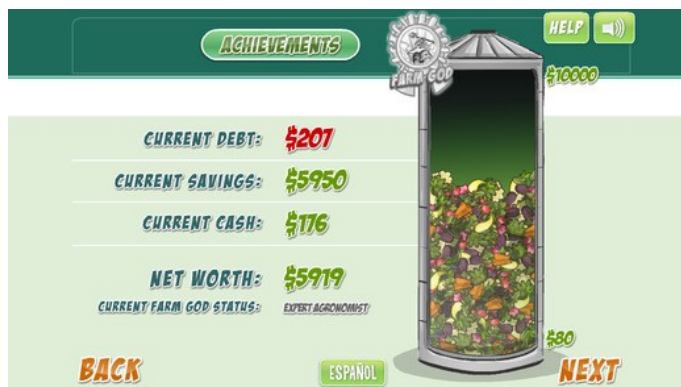 ACHIEVEMENTS
HELP
FARM GOD
$10000
CURRENT DEBT: $207
CURRENT SAVINGS: $5950
CURRENT CASH: $176
NET WORTH: $5919
CURRENT FARM GOD STATUS: EXPERT AGRONOMIST
$80
BACK
ESPAÑOL
NEXT